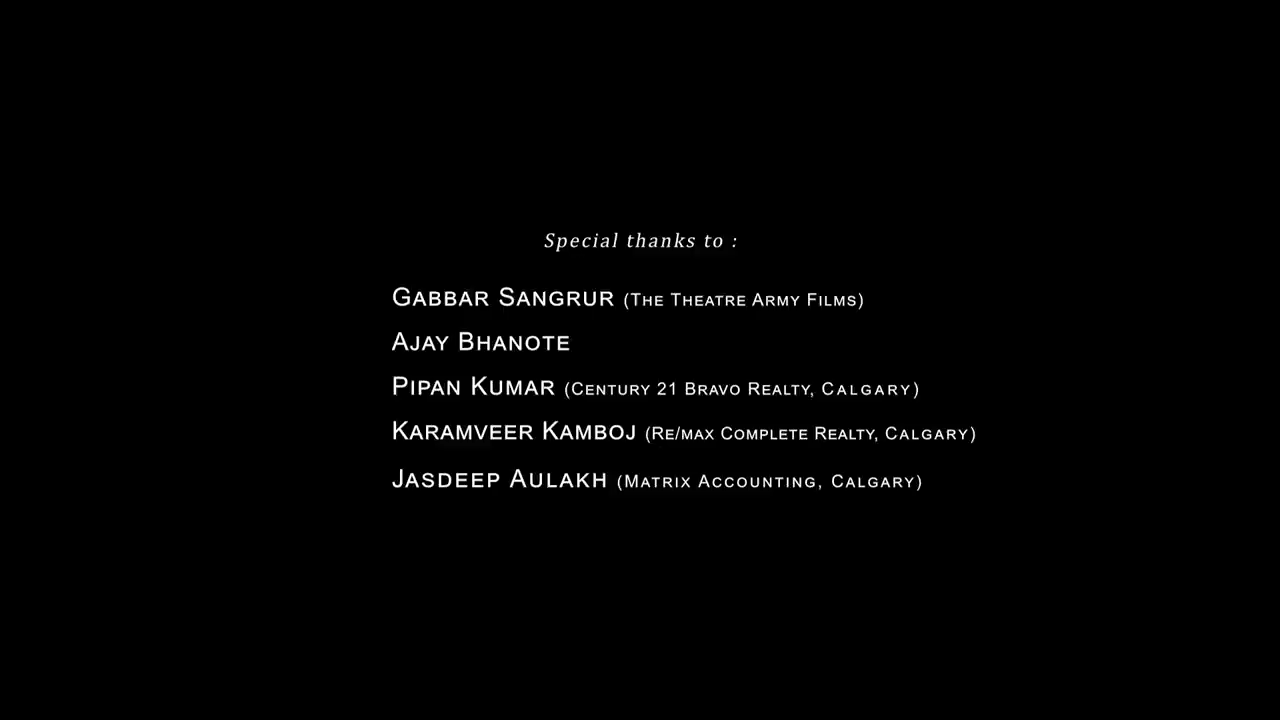 Special thanks to :
Gabbar Sangrur (The Theatre Army Films)
Ajay Bhanote
Pipan Kumar (Century 21 Bravo Realty, Calgary)
Karamveer Kamboj (Re/max Complete Realty, Calgary)
Jasdeep Aulakh (Matrix Accounting, Calgary)